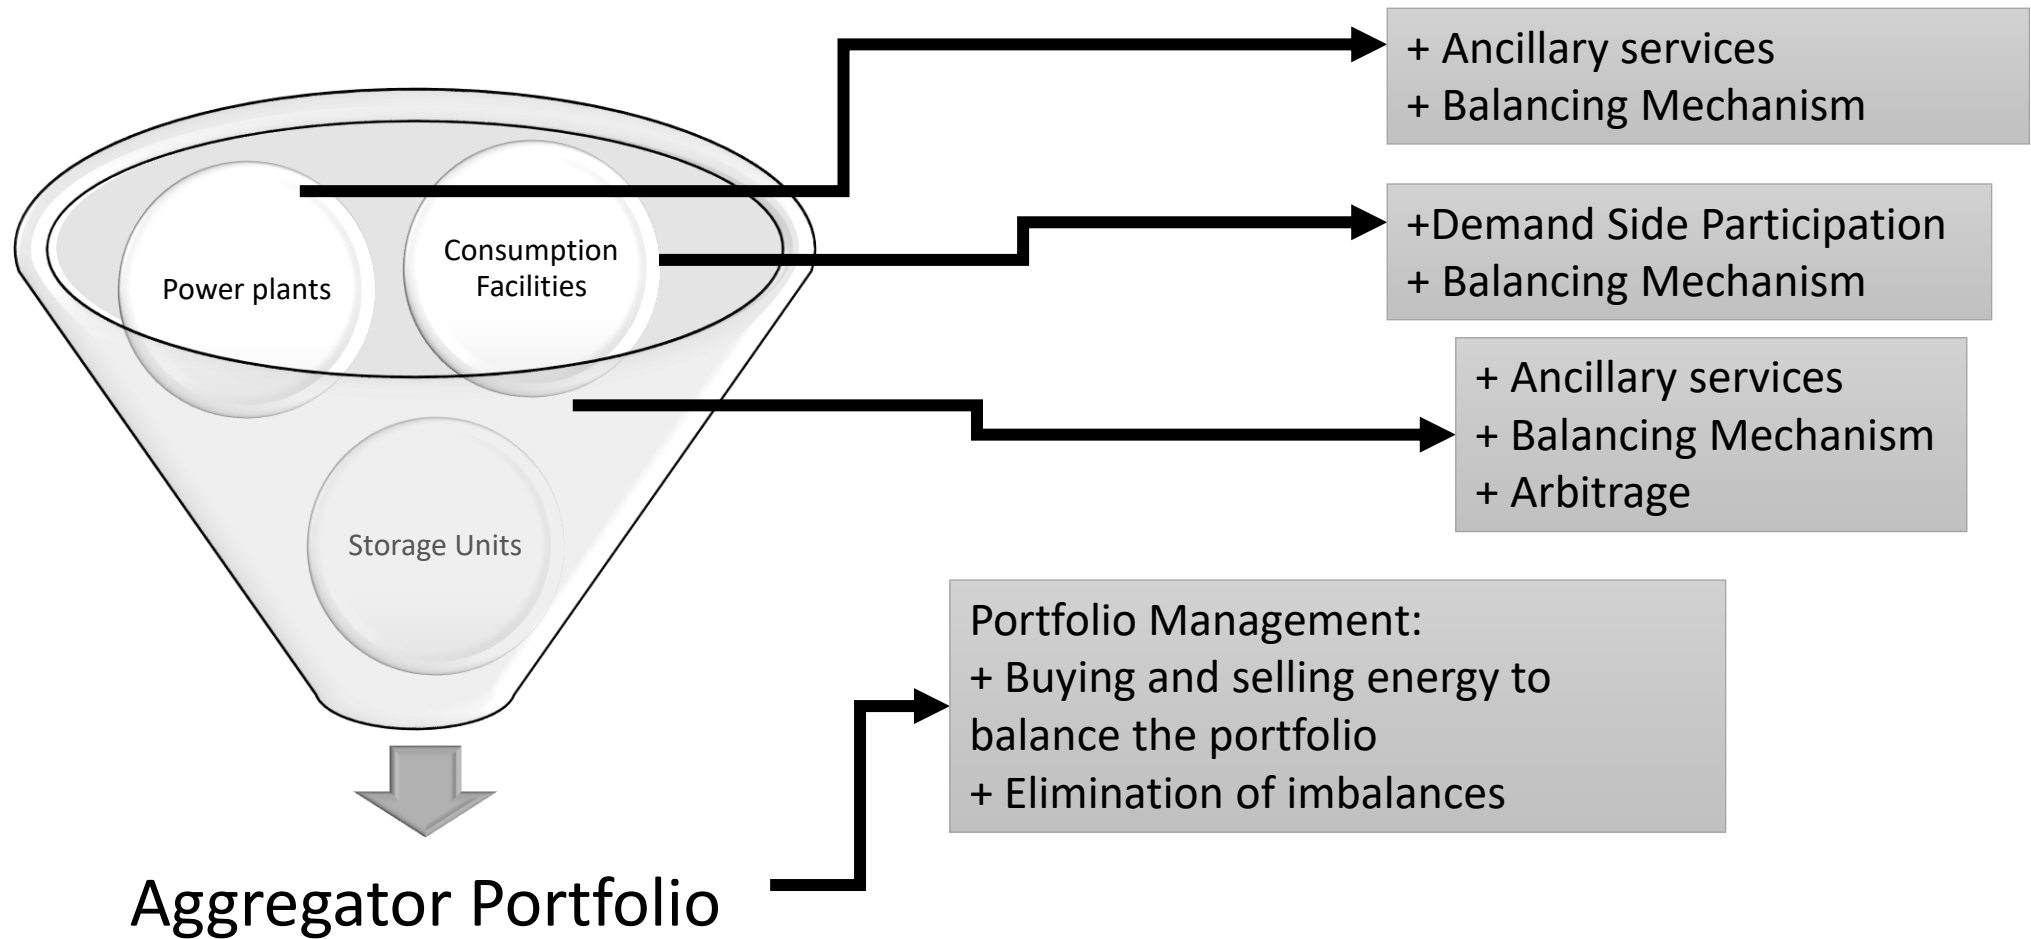 + Ancillary services
+ Balancing Mechanism
Power plants
Consumption
Facilities
+Demand Side Participation
+ Balancing Mechanism
+ Ancillary services
+ Balancing Mechanism
+ Arbitrage
Storage Units
Portfolio Management:
+ Buying and selling energy to
balance the portfolio
+ Elimination of imbalances
Aggregator Portfolio